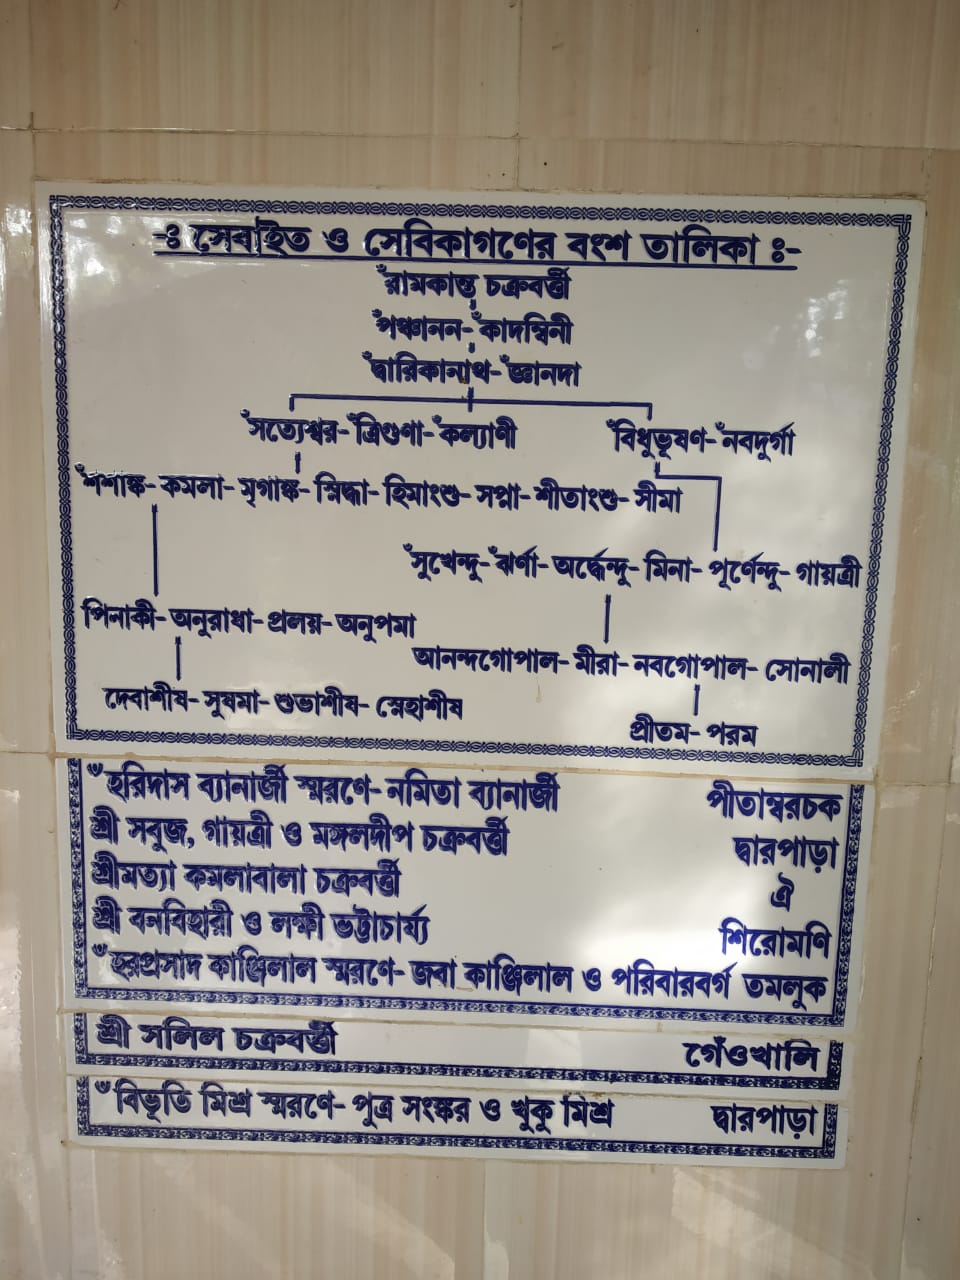 -ঃ সেবাইত ও সেবিকাগণের বংশ তালিকা ঃ-
ঁরামকান্ত চক্রবর্ত্তী
ঁপঞ্চানন- ঁকাদম্বিনী
ঁদ্বারিকানাথ- ঁজ্ঞানদা
ঁসত্যেশ্বর- ঁত্রিগুণা- ঁকল্যাণী
ঁবিধুভূষণ- ঁনবদুর্গা
ঁশশাঙ্ক- কমলা- মৃগাঙ্ক- স্নিগ্ধা- হিমাংশু- সপ্না- শীতাংশু- সীমা
ঁসুখেন্দু- ঁঝর্ণা- অর্দ্ধেন্দু- মিনা- পূর্ণেন্দু- গায়ত্রী
পিনাকী- অনুরাধা- প্রলয়- অনুপমা
আনন্দগোপাল- মীরা- নবগোপাল- সোনালী
দেবাশীষ- সুষমা- শুভাশীষ- স্নেহাশীষ
প্রীতম- পরম
ঁহরিদাস ব্যানার্জী স্মরণে- নমিতা ব্যানার্জী পীতাম্বরচক
শ্রী সবুজ, গায়ত্রী ও মঙ্গলদীপ চক্রবর্ত্তী দ্বারপাড়া
শ্রীমত্যা কমলাবালা চক্রবর্ত্তী ঐ
শ্রী বনবিহারী ও লক্ষী ভট্টাচার্য্য শিরোমণি
ঁহরপ্রসাদ কাঞ্জিলাল স্মরণে- জবা কাঞ্জিলাল ও পরিবারবর্গ তমলুক
শ্রী সলিল চক্রবর্ত্তী গেঁওখালি
ঁবিভূতি মিশ্র স্মরণে- পুত্র সংঙ্কর ও খুকু মিশ্র দ্বারপাড়া